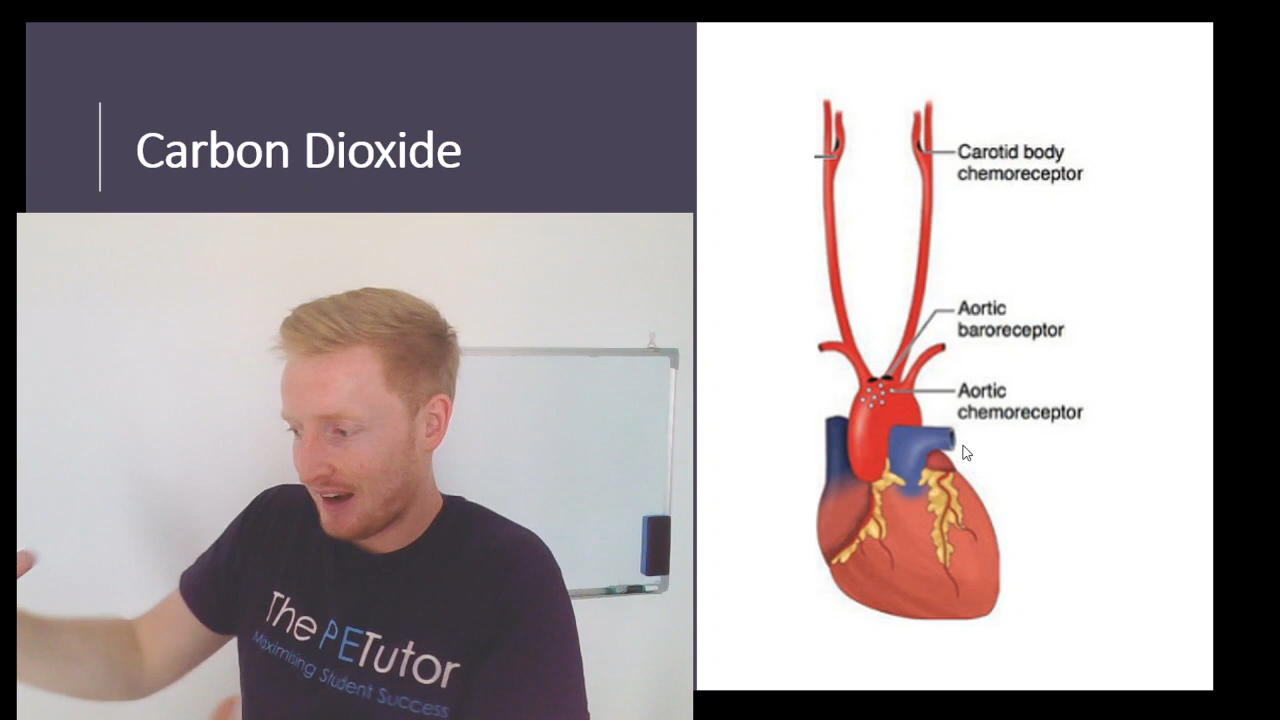 Carbon Dioxide
Carotid body
chemoreceptor
Aortic
baroreceptor
Aortic
chemoreceptor
The PETutor
Maximising Student Success